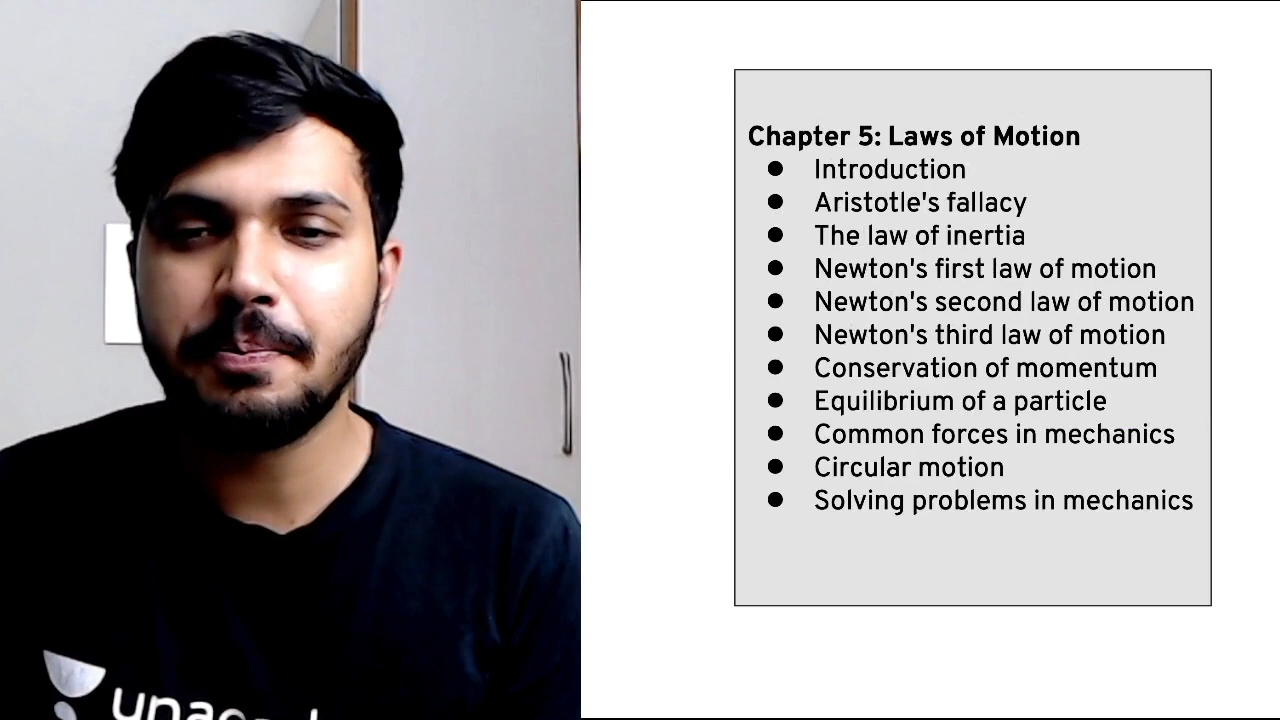 Chapter 5: Laws of Motion
● Introduction
● Aristotle's fallacy
● The law of inertia
● Newton's first law of motion
● Newton's second law of motion
● Newton's third law of motion
● Conservation of momentum
● Equilibrium of a particle
● Common forces in mechanics
● Circular motion
● Solving problems in mechanics